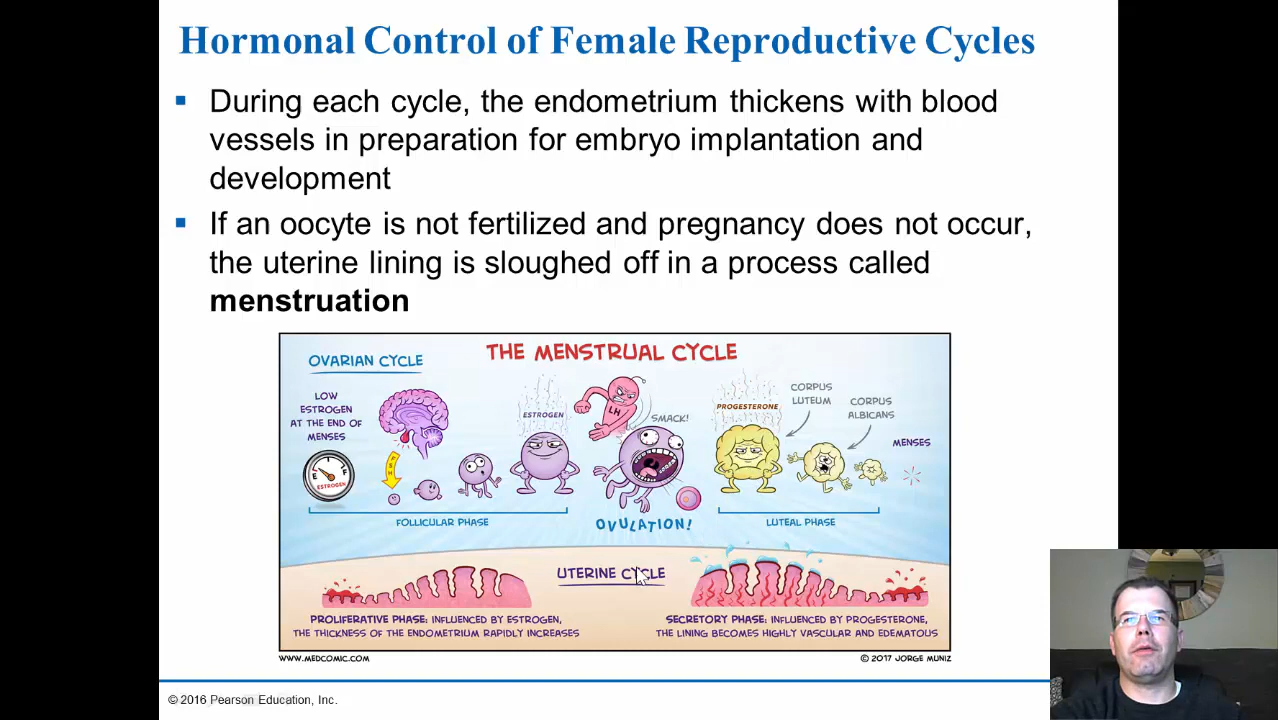 Hormonal Control of Female Reproductive Cycles
During each cycle, the endometrium thickens with blood
vessels in preparation for embryo implantation and
development
If an oocyte is not fertilized and pregnancy does not occur,
the uterine lining is sloughed off in a process called
menstruation
THE MENSTRUAL CYCLE
OVARIAN CYCLE
LOW
ESTROGEN
AT THE END OF
MENSES
E F
ESTROGEN
FSH
ESTROGEN
LH
SMACK!
PROGESTERONE
CORPUS
LUTEUM
CORPUS
ALBICANS
MENSES
FOLLICULAR PHASE
OVULATION!
LUTEAL PHASE
UTERINE CYCLE
PROLIFERATIVE PHASE: INFLUENCED BY ESTROGEN,
THE THICKNESS OF THE ENDOMETRIUM RAPIDLY INCREASES
SECRETORY PHASE: INFLUENCED BY PROGESTERONE,
THE LINING BECOMES HIGHLY VASCULAR AND EDEMATOUS
WWW.MEDCOMIC.COM
© 2017 JORGE MUNIZ
© 2016 Pearson Education, Inc.